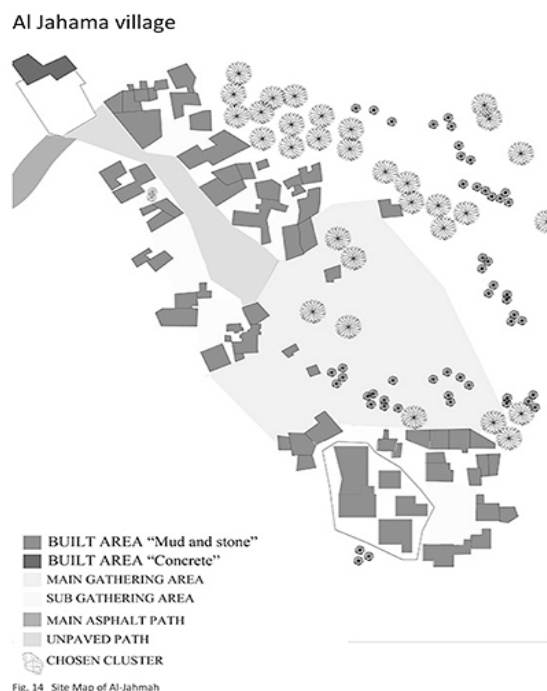 Al Jahama village
BUILT AREA “Mud and stone”
BUILT AREA “Concrete”
MAIN GATHERING AREA
SUB GATHERING AREA
MAIN ASPHALT PATH
UNPAVED PATH
CHOSEN CLUSTER
Fig. 14 Site Map of Al-Jahmah